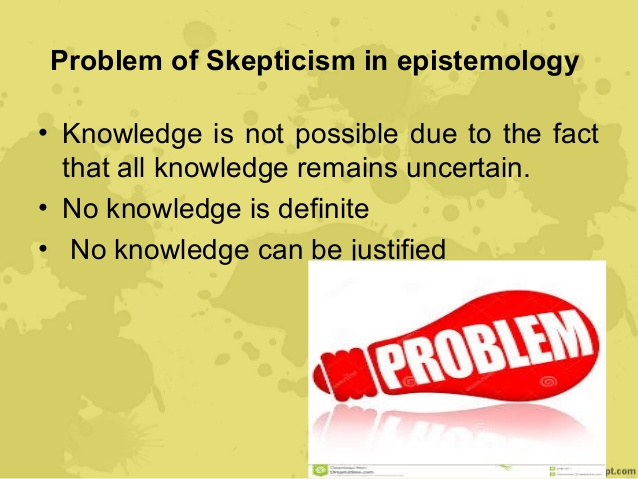 Problem of Skepticism in epistemology
• Knowledge is not possible due to the fact
that all knowledge remains uncertain.
• No knowledge is definite
• No knowledge can be justified
PROBLEM
pt.com